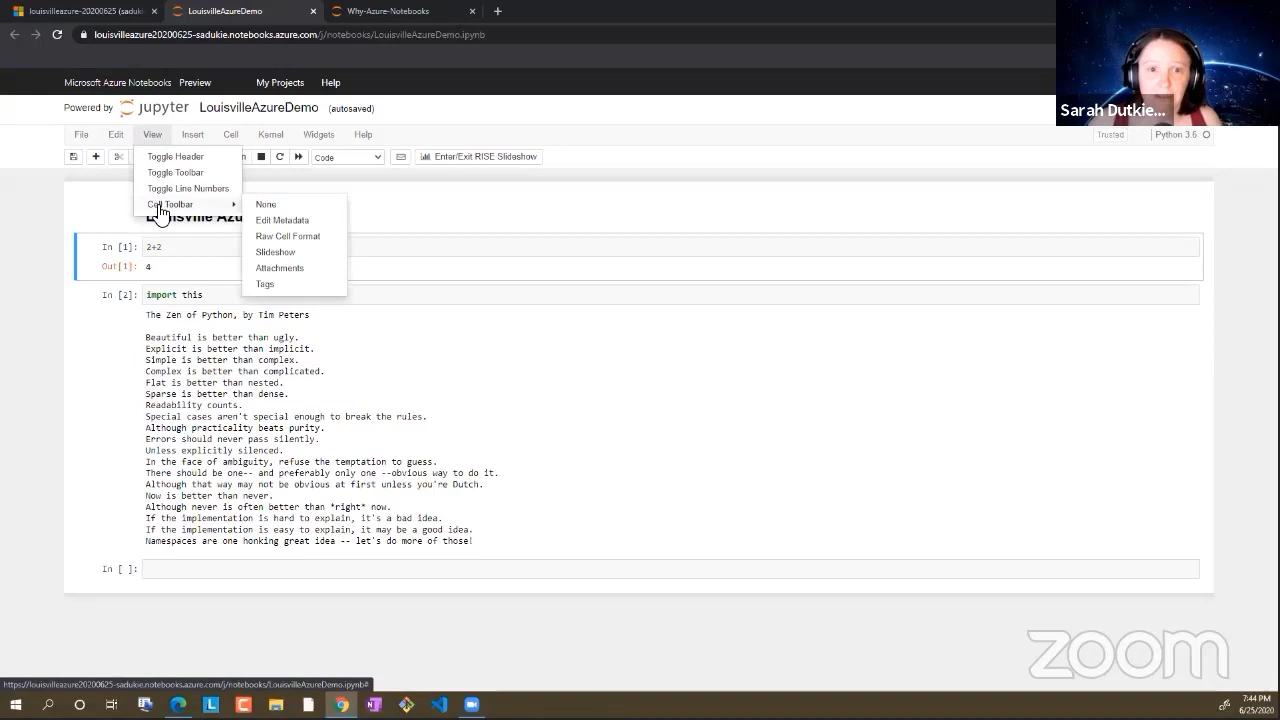 louisvilleazure-20200625 (saduki
LouisvilleAzureDemo
Why-Azure-Notebooks
louisvilleazure20200625-sadukie.notebooks.azure.com/j/notebooks/LouisvilleAzureDemo.ipynb
Sarah Dutkie...
Microsoft Azure Notebooks Preview My Projects Help
Powered by jupyter LouisvilleAzureDemo (autosaved)
File Edit View Insert Cell Kernel Widgets Help
Trusted Python 3.6
Code Enter/Exit RISE Slideshow
Toggle Header
Toggle Toolbar
Toggle Line Numbers
Cell Toolbar
None
Edit Metadata
Raw Cell Format
Slideshow
Attachments
Tags
In [1]: 2+2
Out[1]: 4
In [2]: import this
The Zen of Python, by Tim Peters
Beautiful is better than ugly.
Explicit is better than implicit.
Simple is better than complex.
Complex is better than complicated.
Flat is better than nested.
Sparse is better than dense.
Readability counts.
Special cases aren't special enough to break the rules.
Although practicality beats purity.
Errors should never pass silently.
Unless explicitly silenced.
In the face of ambiguity, refuse the temptation to guess.
There should be one-- and preferably only one --obvious way to do it.
Although that way may not be obvious at first unless you're Dutch.
Now is better than never.
Although never is often better than *right* now.
If the implementation is hard to explain, it's a bad idea.
If the implementation is easy to explain, it may be a good idea.
Namespaces are one honking great idea -- let's do more of those!
In [ ]:
zoom
https://louisvilleazure20200625-sadukie.notebooks.azure.com/j/notebooks/LouisvilleAzureDemo.ipynb#
7:44 PM
6/25/2020